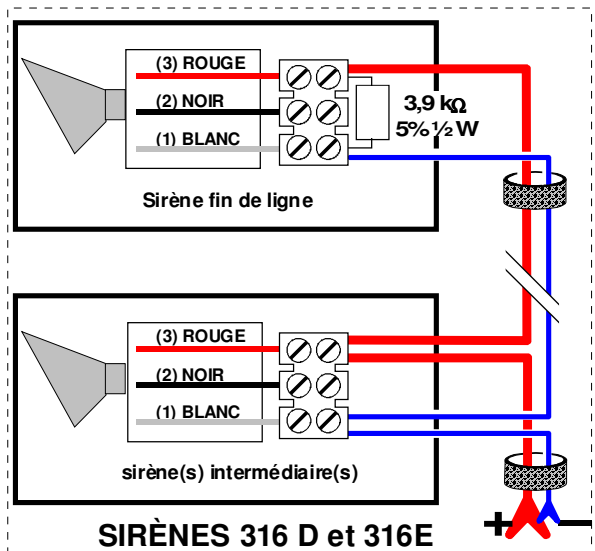 (3) ROUGE
(2) NOIR
(1) BLANC
3,9 kΩ
5% ½ W
Sirène fin de ligne
(3) ROUGE
(2) NOIR
(1) BLANC
sirène(s) intermédiaire(s)
+ −
SIRÈNES 316 D et 316E